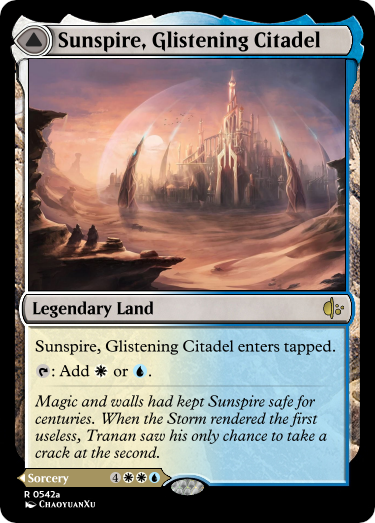 Sunspire, Glistening Citadel
Legendary Land
Sunspire, Glistening Citadel enters tapped.
: Add or .
Magic and walls had kept Sunspire safe for
centuries. When the Storm rendered the first
useless, Tranan saw his only chance to take a
crack at the second.
Sorcery 4
R 0542a
ChaoyuanXu